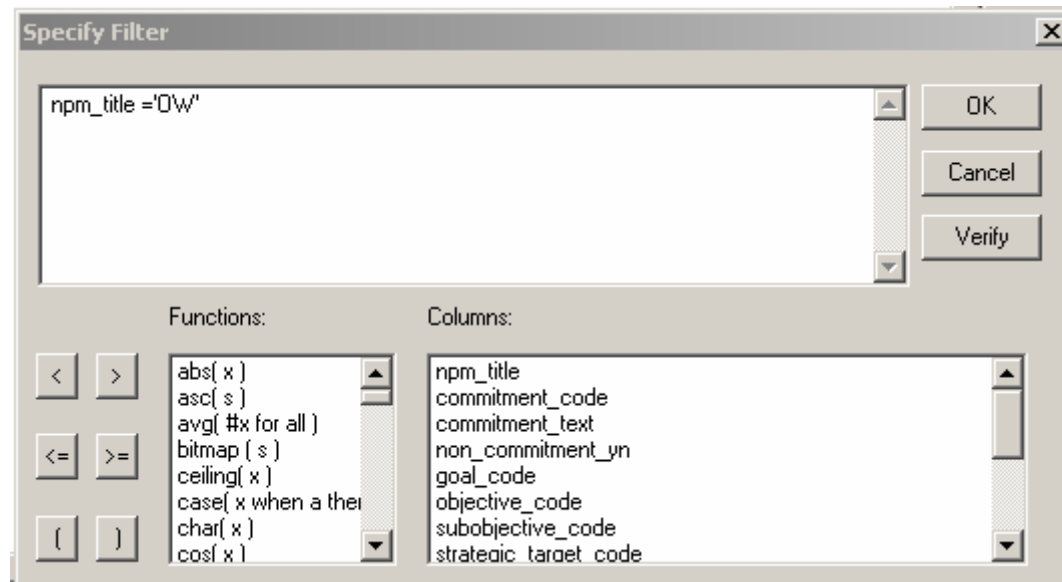 Specify Filter
npm_title ='OW'
OK
Cancel
Verify
Functions:
Columns:
< >
<= >=
( )
abs( x )
asc( s )
avg( #x for all )
bitmap ( s )
ceiling( x )
case( x when a then
char( x )
cos( x )
npm_title
commitment_code
commitment_text
non_commitment_yn
goal_code
objective_code
subobjective_code
strategic_target_code